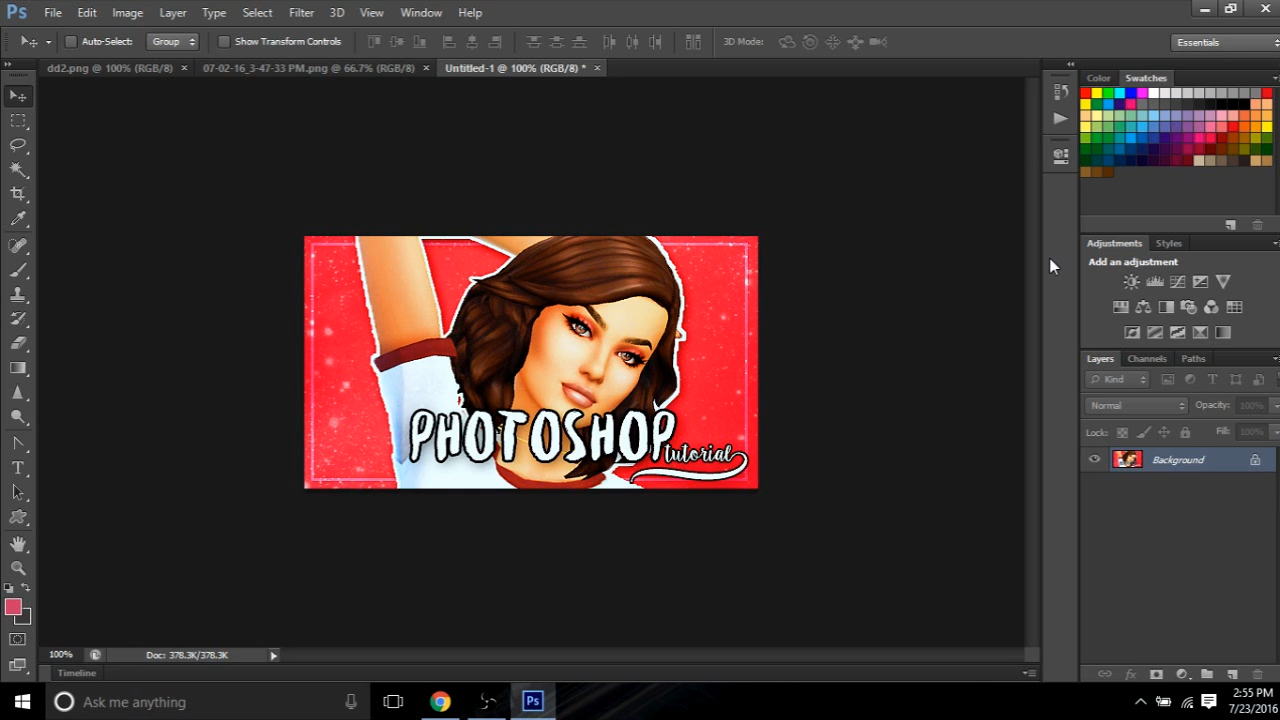 Ps File Edit Image Layer Type Select Filter 3D View Window Help
Auto-Select: Group Show Transform Controls 3D Mode: Essentials
dd2.png @ 100% (RGB/8) × 07-02-16_3-47-33 PM.png @ 66.7% (RGB/8) × Untitled-1 @ 100% (RGB/8) * ×
Color Swatches
Adjustments Styles
Add an adjustment
Layers Channels Paths
Kind
Normal Opacity: 100%
Lock: Fill: 100%
Background
PHOTOSHOP
tutorial
100% Doc: 378.3K/378.3K
Timeline
Ask me anything
Ps
2:55 PM
7/23/2016